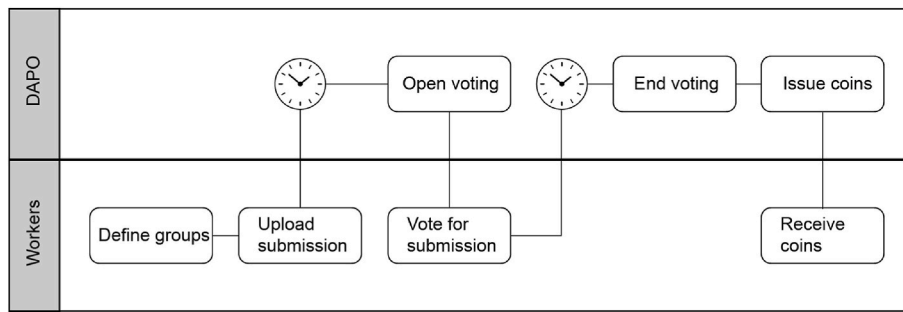 DAPO
Open voting
End voting
Issue coins
Workers
Define groups
Upload
submission
Vote for
submission
Receive
coins